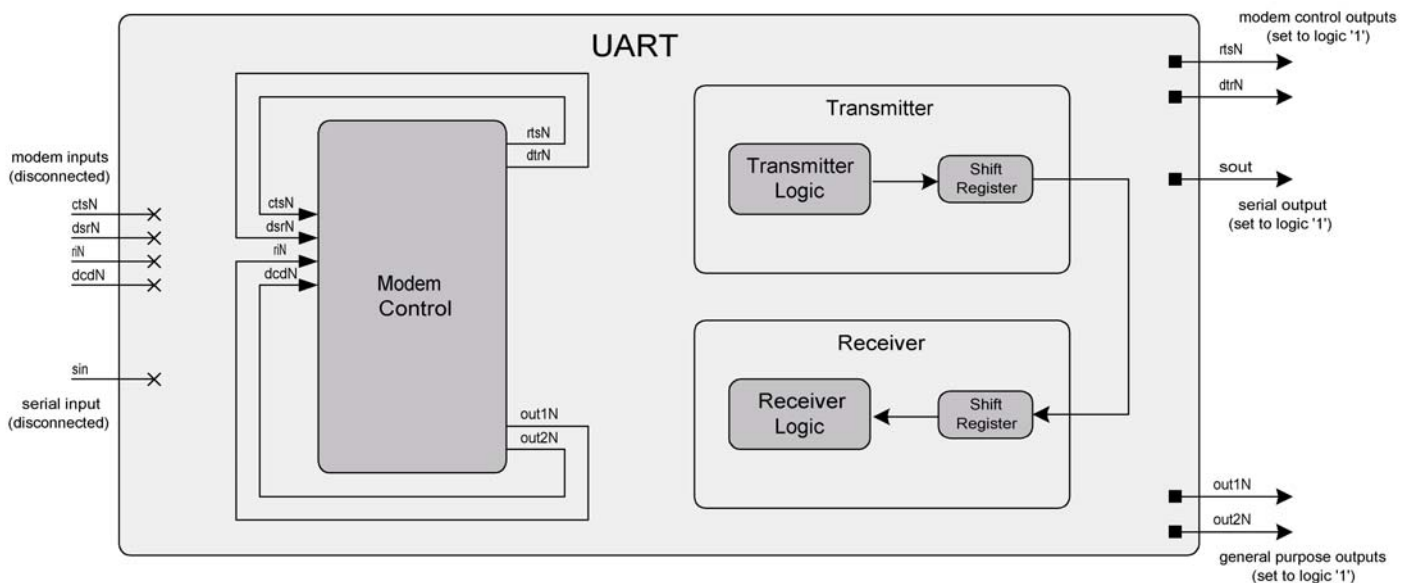 UART
modem control outputs
(set to logic '1')
rtsN
dtrN
sout
serial output
(set to logic '1')
modem inputs
(disconnected)
ctsN
dsrN
riN
dcdN
sin
serial input
(disconnected)
rtsN
dtrN
ctsN
dsrN
riN
dcdN
Modem
Control
out1N
out2N
Transmitter
Transmitter
Logic
Shift
Register
Receiver
Receiver
Logic
Shift
Register
out1N
out2N
general purpose outputs
(set to logic '1')